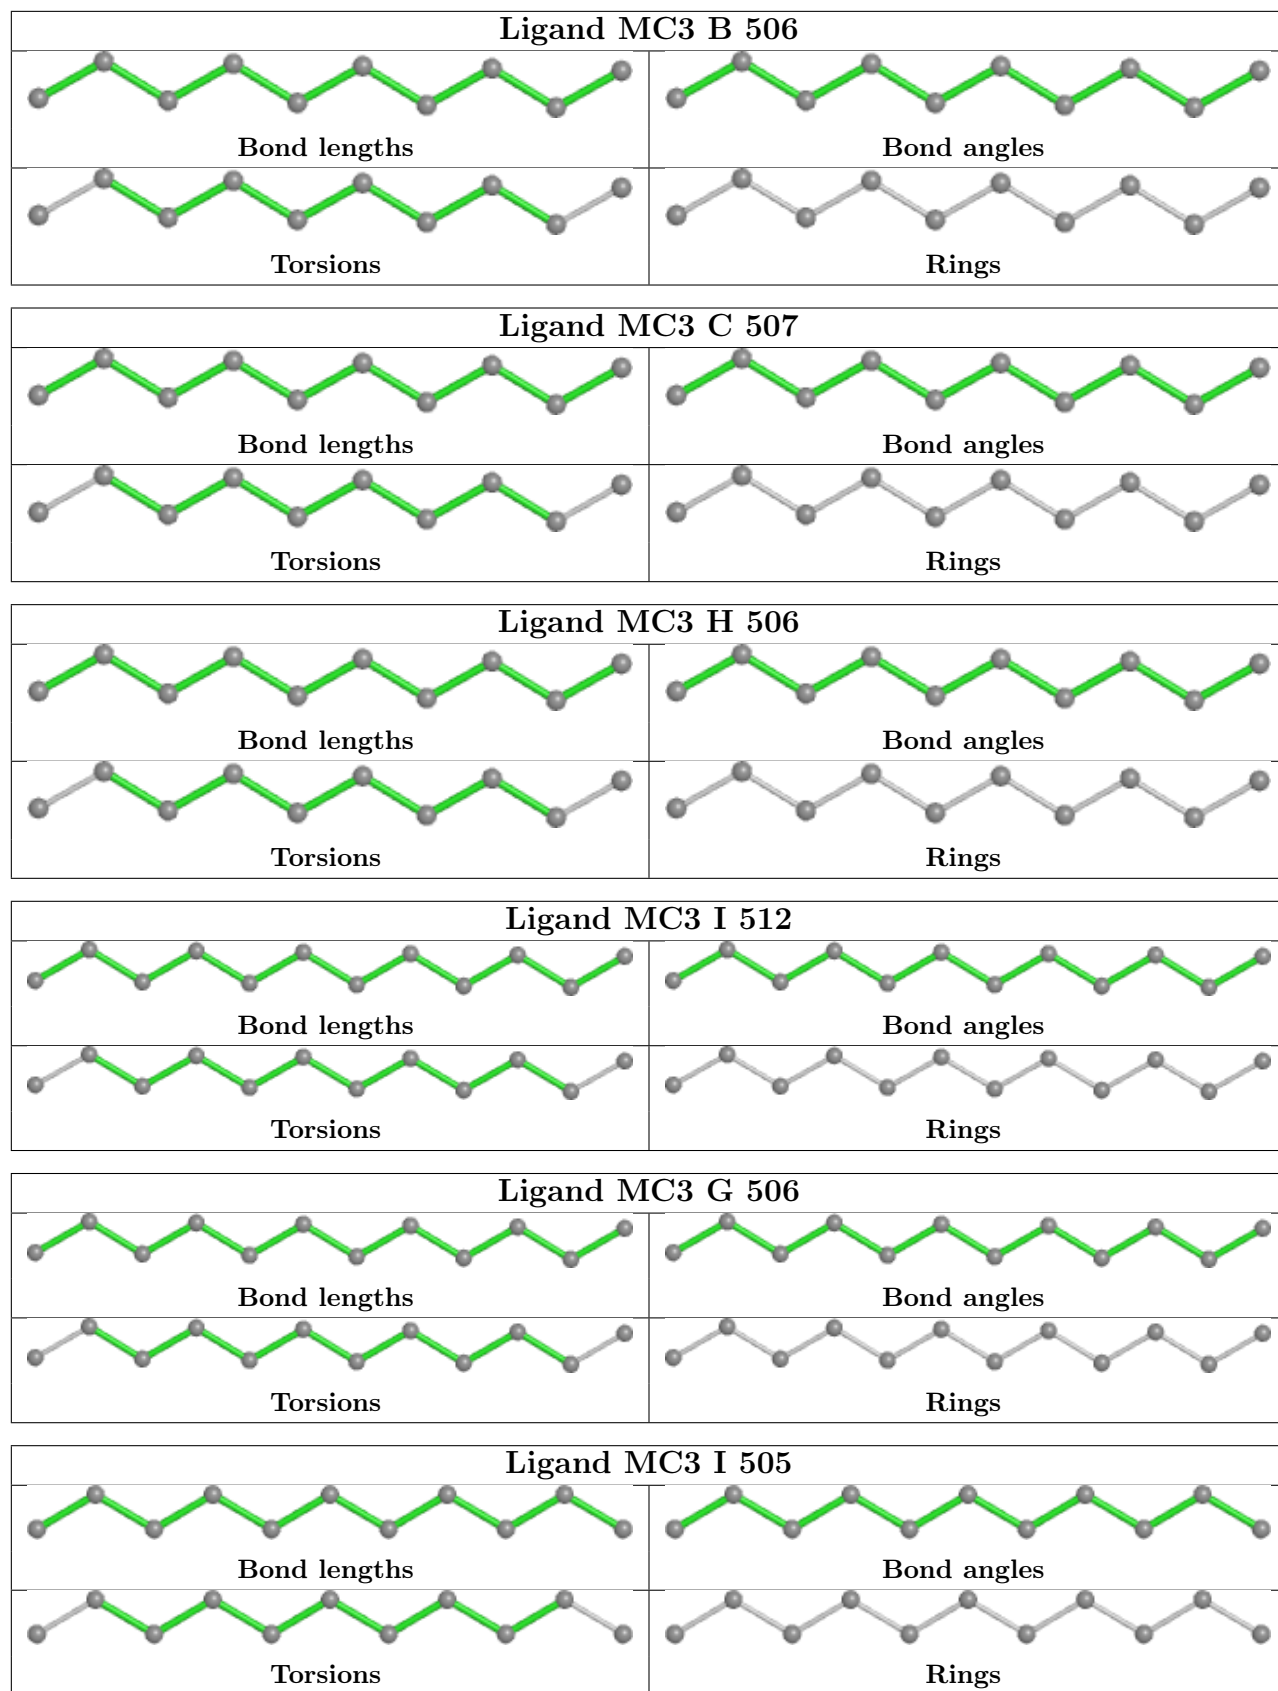 Ligand MC3 B 506
Bond lengths
Bond angles
Torsions
Rings
Ligand MC3 C 507
Bond lengths
Bond angles
Torsions
Rings
Ligand MC3 H 506
Bond lengths
Bond angles
Torsions
Rings
Ligand MC3 I 512
Bond lengths
Bond angles
Torsions
Rings
Ligand MC3 G 506
Bond lengths
Bond angles
Torsions
Rings
Ligand MC3 I 505
Bond lengths
Bond angles
Torsions
Rings